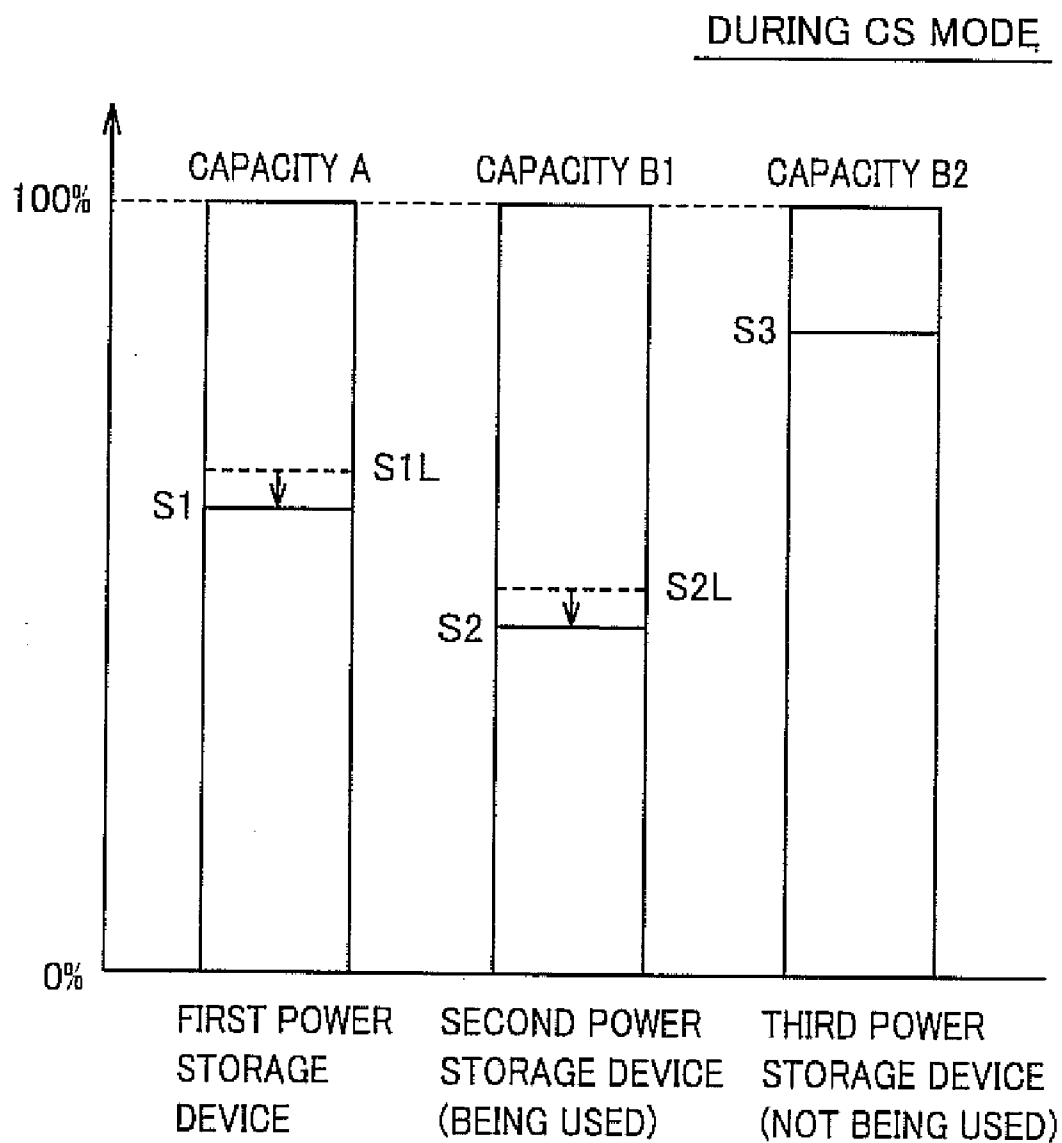 DURING CS MODE
CAPACITY A
CAPACITY B1
CAPACITY B2
100%
S3
S1L
S1
S2L
S2
0%
FIRST POWER
STORAGE
DEVICE
SECOND POWER
STORAGE DEVICE
(BEING USED)
THIRD POWER
STORAGE DEVICE
(NOT BEING USED)